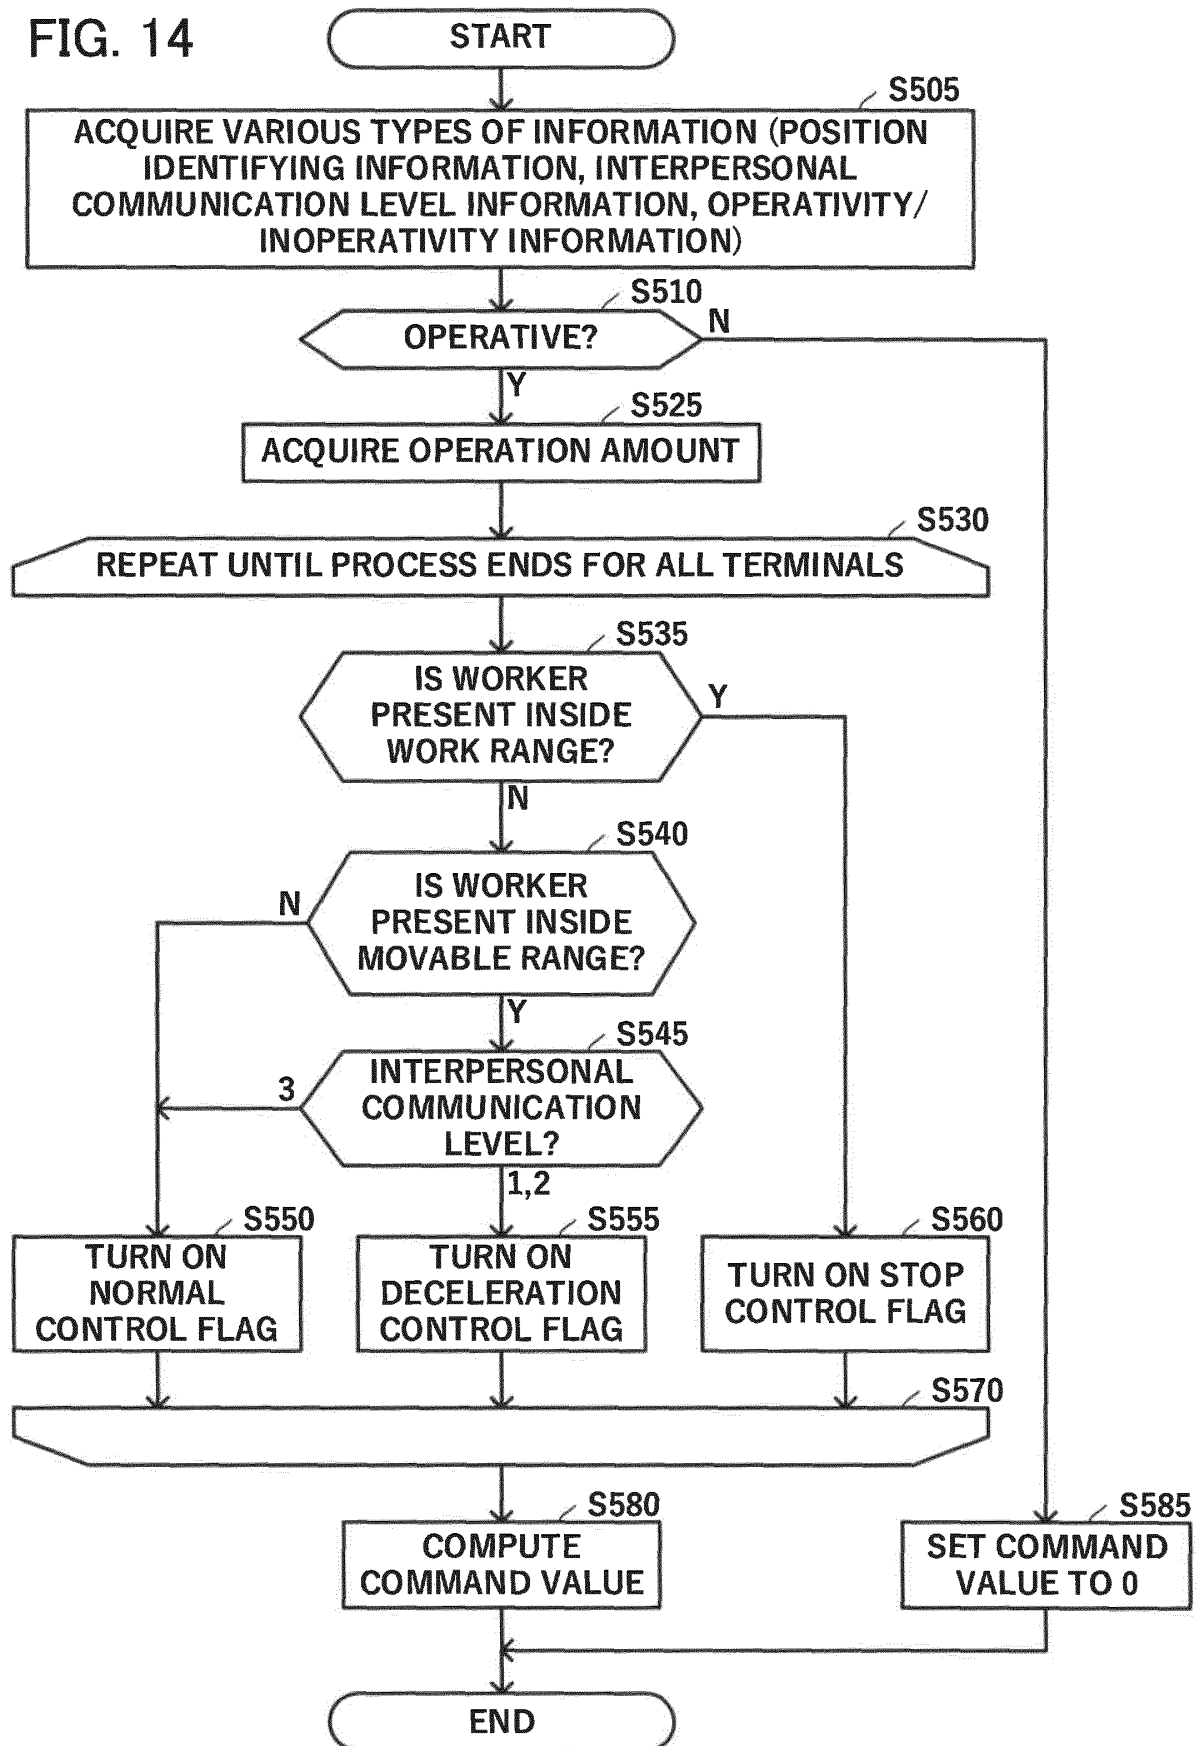 FIG. 14
START
S505
ACQUIRE VARIOUS TYPES OF INFORMATION (POSITION
IDENTIFYING INFORMATION, INTERPERSONAL
COMMUNICATION LEVEL INFORMATION, OPERATIVITY/
INOPERATIVITY INFORMATION)
S510
OPERATIVE?
N
Y
S525
ACQUIRE OPERATION AMOUNT
S530
REPEAT UNTIL PROCESS ENDS FOR ALL TERMINALS
S535
IS WORKER
PRESENT INSIDE
WORK RANGE?
Y
N
S540
IS WORKER
PRESENT INSIDE
MOVABLE RANGE?
N
Y
S545
INTERPERSONAL
COMMUNICATION
LEVEL?
3
1,2
S550
TURN ON
NORMAL
CONTROL FLAG
S555
TURN ON
DECELERATION
CONTROL FLAG
S560
TURN ON STOP
CONTROL FLAG
S570
S580
COMPUTE
COMMAND VALUE
S585
SET COMMAND
VALUE TO 0
END